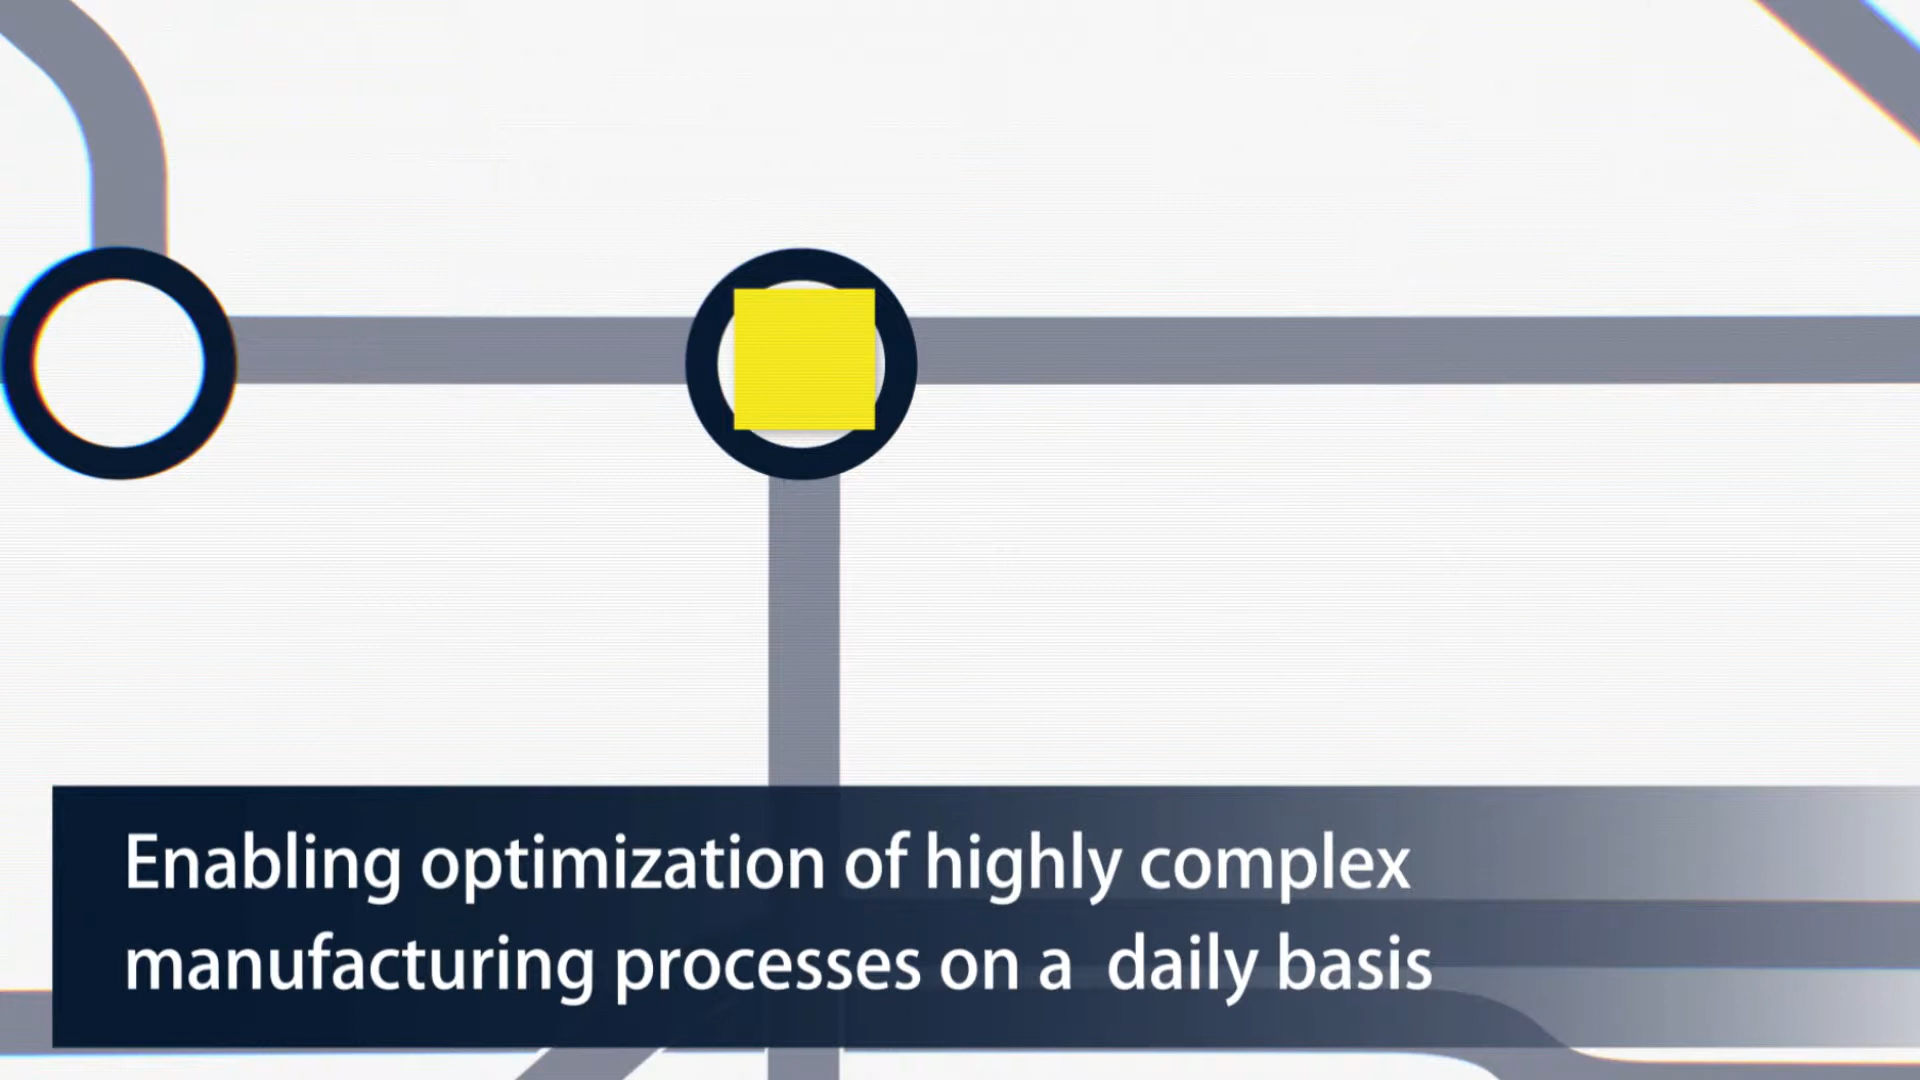 Enabling optimization of highly complex
manufacturing processes on a  daily basis